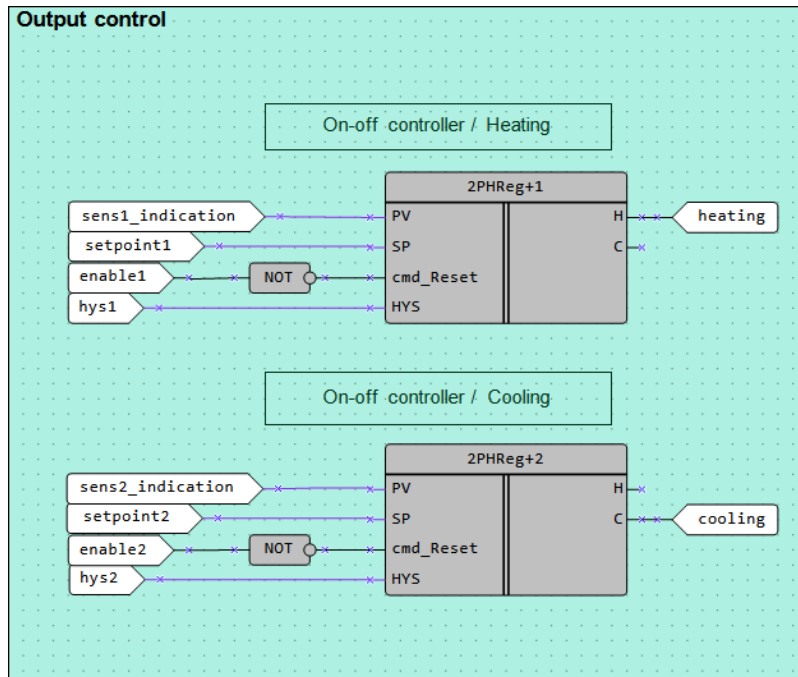 Output control
On-off controller / Heating
2PHReg+1
sens1_indication
PV
H
heating
setpoint1
SP
C
enable1
NOT
cmd_Reset
hys1
HYS
On-off controller / Cooling
2PHReg+2
sens2_indication
PV
H
setpoint2
SP
C
cooling
enable2
NOT
cmd_Reset
hys2
HYS